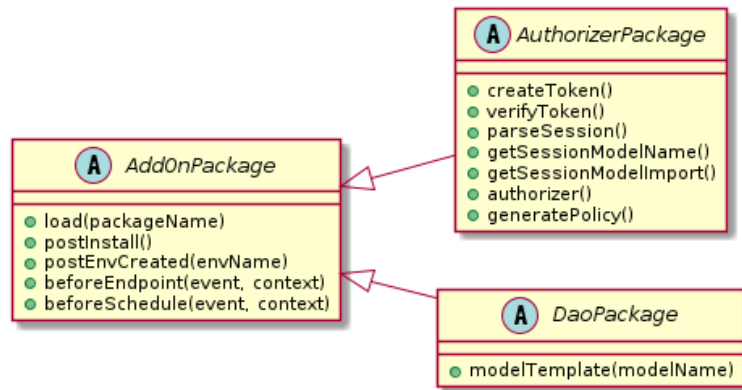 A AddOnPackage
load(packageName)
postInstall()
postEnvCreated(envName)
beforeEndpoint(event, context)
beforeSchedule(event, context)
A AuthorizerPackage
createToken()
verifyToken()
parseSession()
getSessionModelName()
getSessionModelImport()
authorizer()
generatePolicy()
A DaoPackage
modelTemplate(modelName)